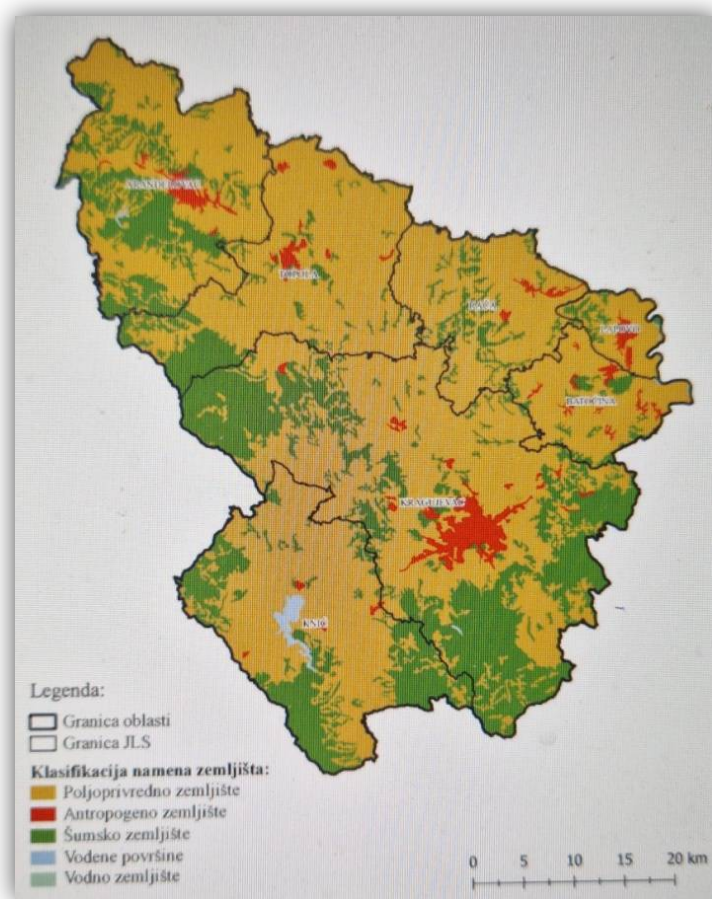 ARANĐELOVAC
TOPOLA
RAČA
LAPOVO
BATOČINA
KRAGUJEVAC
KNIĆ
Legenda:
Granica oblasti
Granica JLS
Klasifikacija namena zemljišta:
Poljoprivredno zemljište
Antropogeno zemljište
Šumsko zemljište
Vodene površine
Vodno zemljište
0 5 10 15 20 km